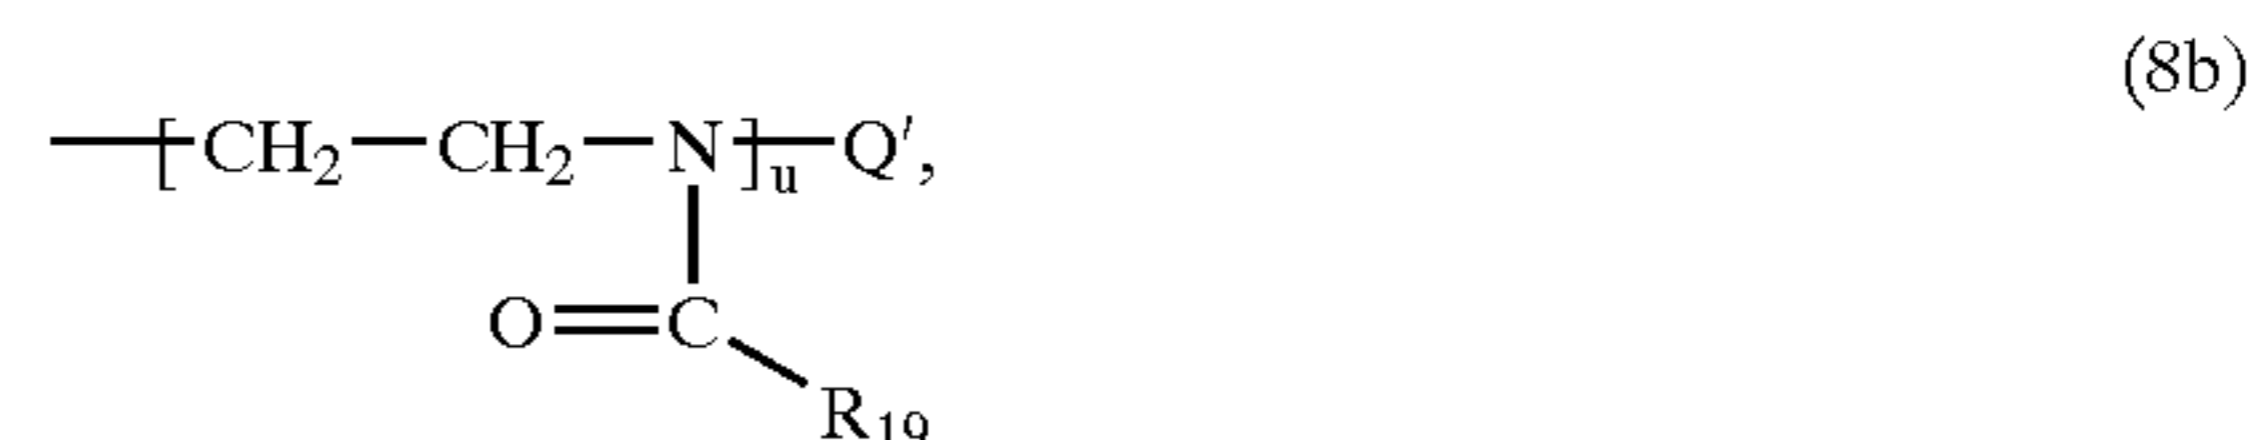 (8b)
—[CH₂—CH₂—N]ᵤ—Q′,
O=C
R₁₉